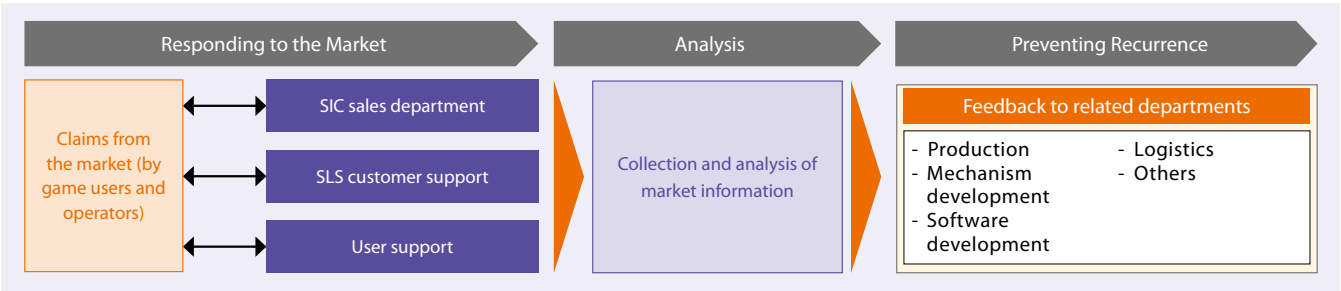 Responding to the Market
Analysis
Preventing Recurrence
Claims from
the market (by
game users and
operators)
SIC sales department
SLS customer support
User support
Collection and analysis of
market information
Feedback to related departments
- Production
- Mechanism
development
- Software
development
- Logistics
- Others